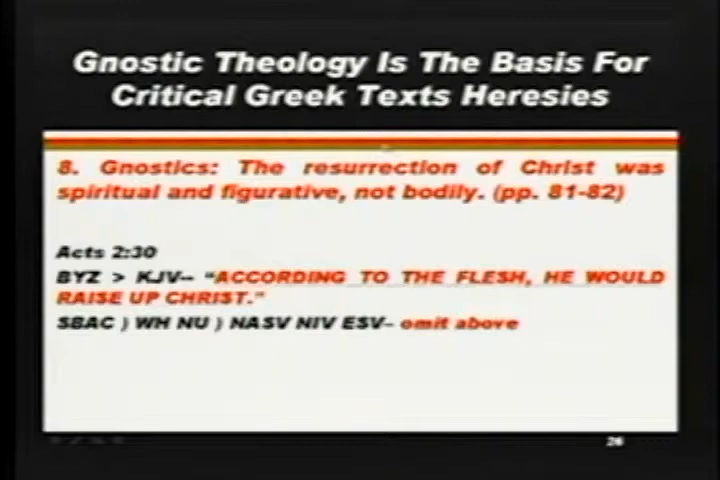 Gnostic Theology Is The Basis For
Critical Greek Texts Heresies
8. Gnostics: The resurrection of Christ was
spiritual and figurative, not bodily. (pp. 81-82)
Acts 2:30
BYZ > KJV-- "ACCORDING TO THE FLESH, HE WOULD
RAISE UP CHRIST."
SBAC ) WH NU ) NASV NIV ESV– omit above
26